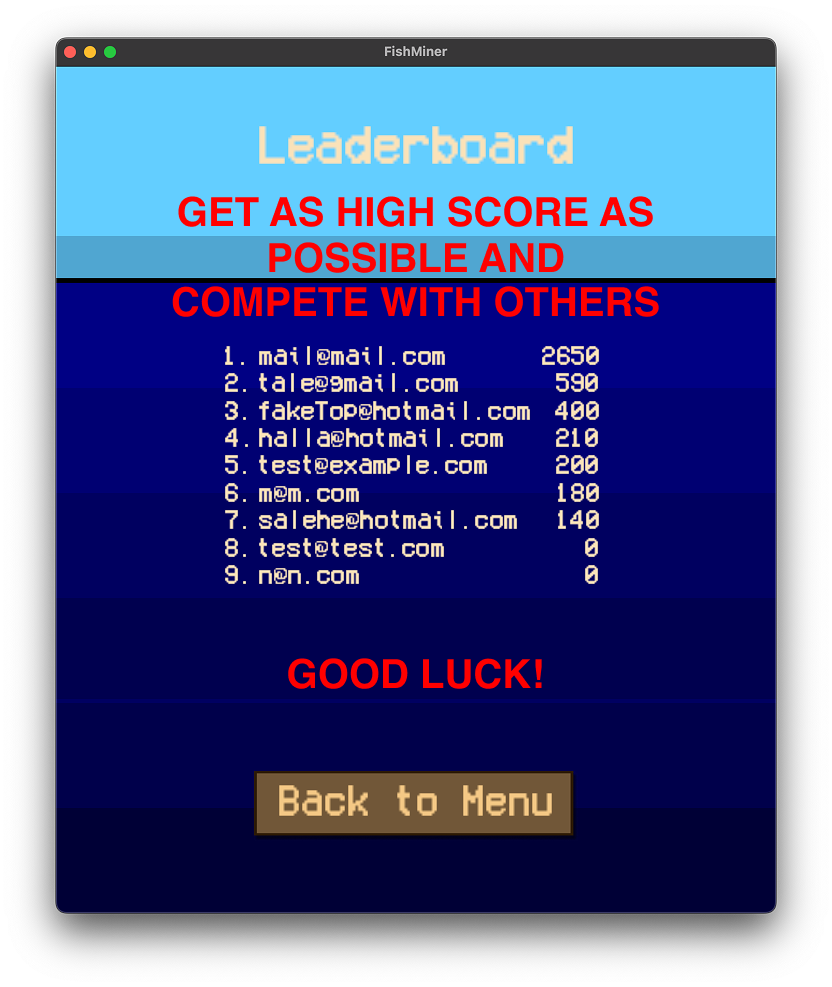 FishMiner
Leaderboard
GET AS HIGH SCORE AS
POSSIBLE AND
COMPETE WITH OTHERS
1. mail@mail.com 2650
2. tale@gmail.com 590
3. fakeTop@hotmail.com 400
4. halla@hotmail.com 210
5. test@example.com 200
6. m@m.com 180
7. salehe@hotmail.com 140
8. test@test.com 0
9. n@n.com 0
GOOD LUCK!
Back to Menu